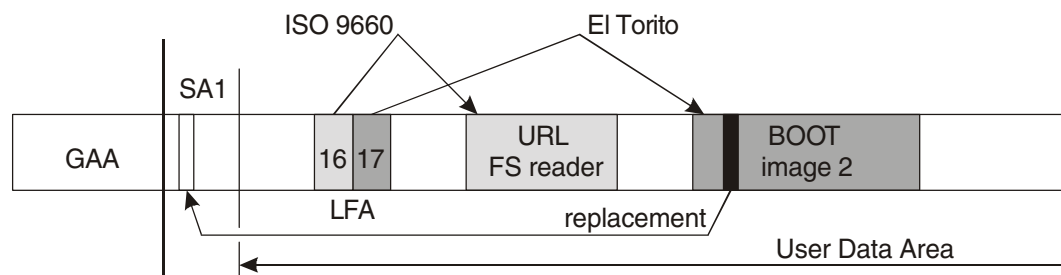 ISO 9660
El Torito
SA1
GAA
16
17
URL
FS reader
BOOT
image 2
LFA
replacement
User Data Area